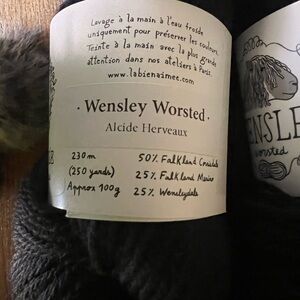 Lavage à la main à l'eau froide
uniquement pour préserver les couleurs.
Teinte à la main avec la plus grande
attention dans nos ateliers à Paris.
www.labienaimee.com
· Wensley Worsted ·
Alcide Herveaux
230m
(250 yards)
Approx 100g
50% Falkland Corriedale
25% Falkland Merino
25% Wensleydale
ENSLE
worsted